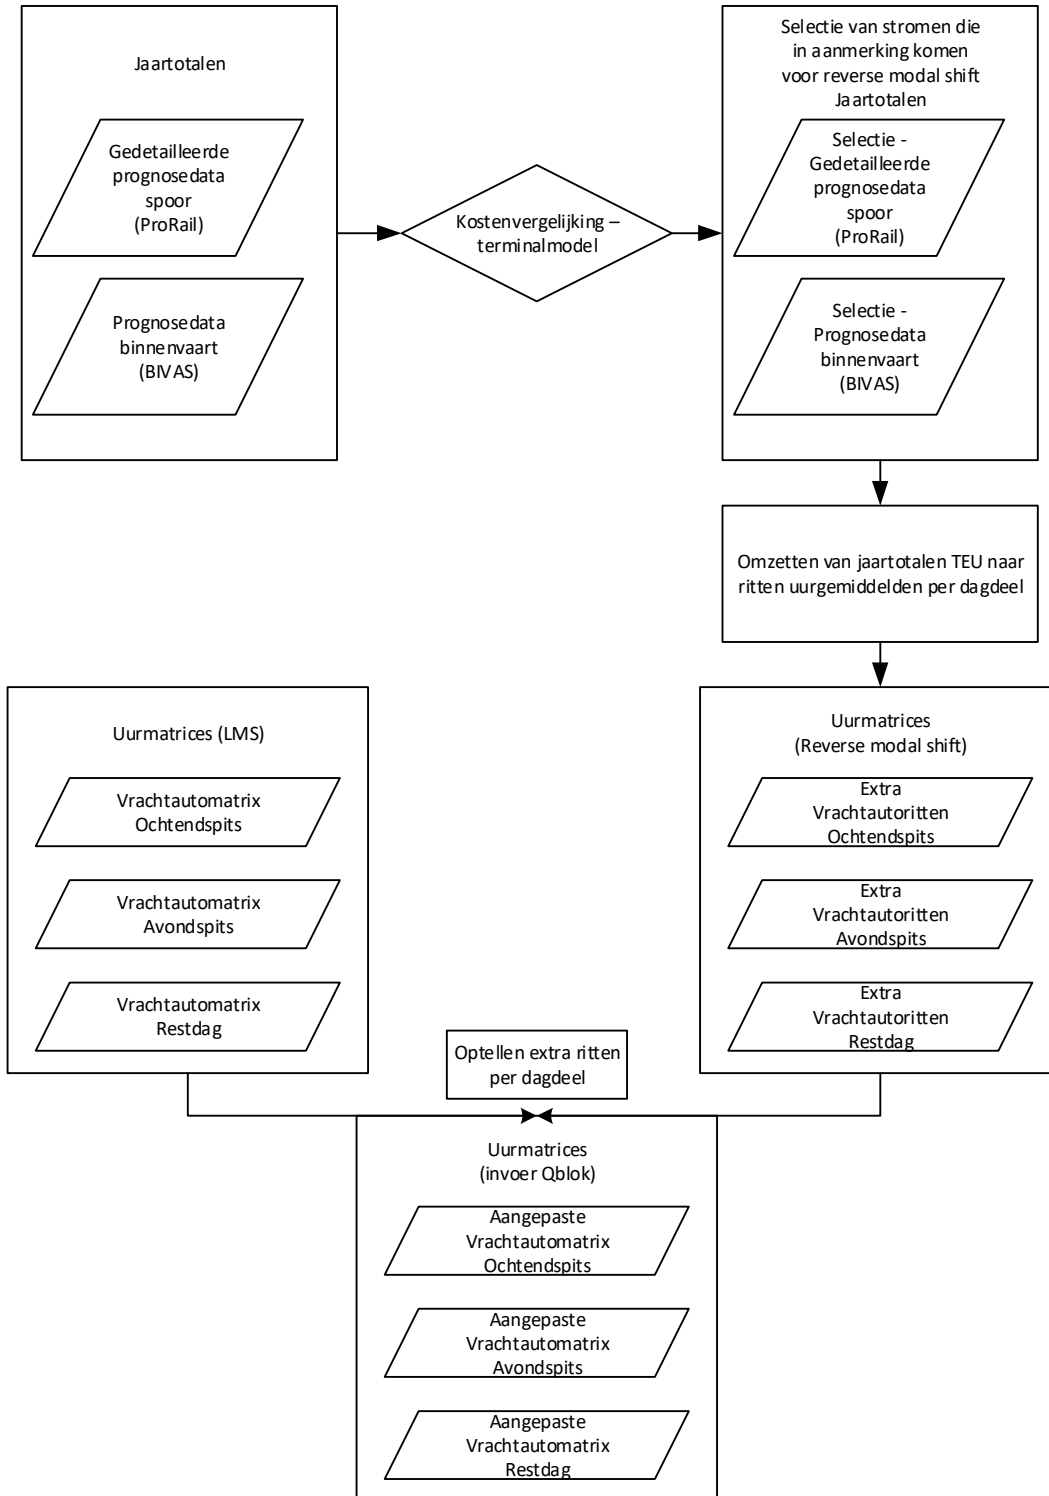 Jaartotalen
Gedetailleerde
prognosedata
spoor
(ProRail)
Prognosedata
binnenvaart
(BIVAS)
Kostenvergelijking –
terminalmodel
Selectie van stromen die
in aanmerking komen
voor reverse modal shift
Jaartotalen
Selectie -
Gedetailleerde
prognosedata
spoor
(ProRail)
Selectie -
Prognosedata
binnenvaart
(BIVAS)
Omzetten van jaartotalen TEU naar
ritten uurgemiddelden per dagdeel
Uurmatrices (LMS)
Vrachtautomatrix
Ochtendspits
Vrachtautomatrix
Avondspits
Vrachtautomatrix
Restdag
Uurmatrices
(Reverse modal shift)
Extra
Vrachtautoritten
Ochtendspits
Extra
Vrachtautoritten
Avondspits
Extra
Vrachtautoritten
Restdag
Optellen extra ritten
per dagdeel
Uurmatrices
(invoer Qblok)
Aangepaste
Vrachtautomatrix
Ochtendspits
Aangepaste
Vrachtautomatrix
Avondspits
Aangepaste
Vrachtautomatrix
Restdag